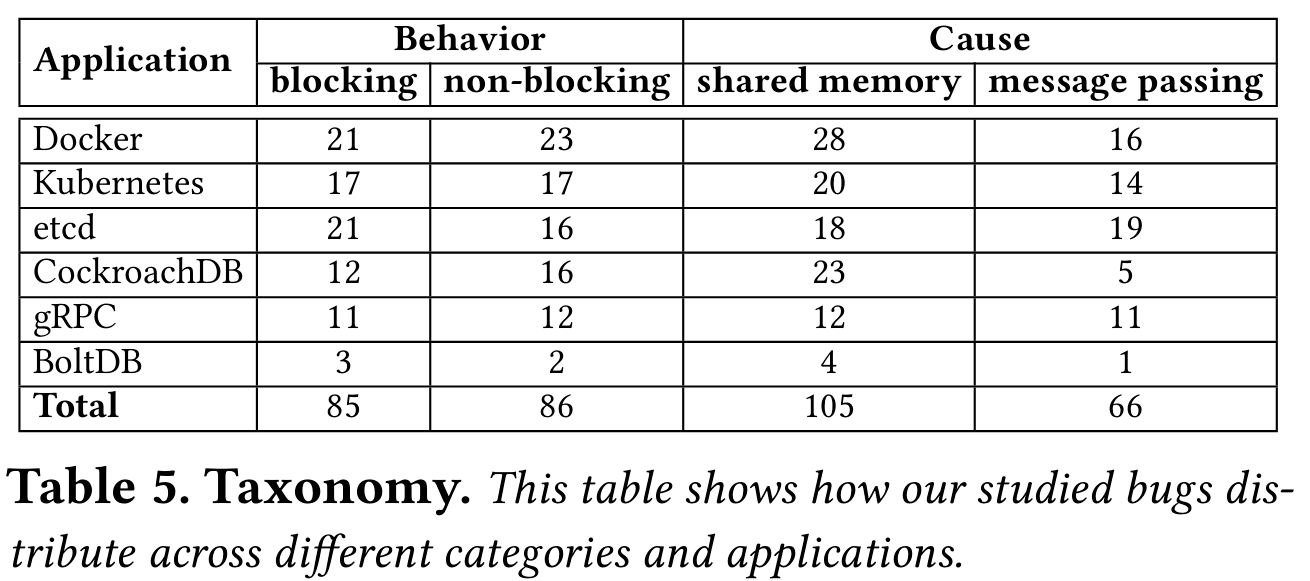 Application Behavior Cause
blocking non-blocking shared memory message passing
Docker 21 23 28 16
Kubernetes 17 17 20 14
etcd 21 16 18 19
CockroachDB 12 16 23 5
gRPC 11 12 12 11
BoltDB 3 2 4 1
Total 85 86 105 66
Table 5. Taxonomy. This table shows how our studied bugs dis-
tribute across different categories and applications.